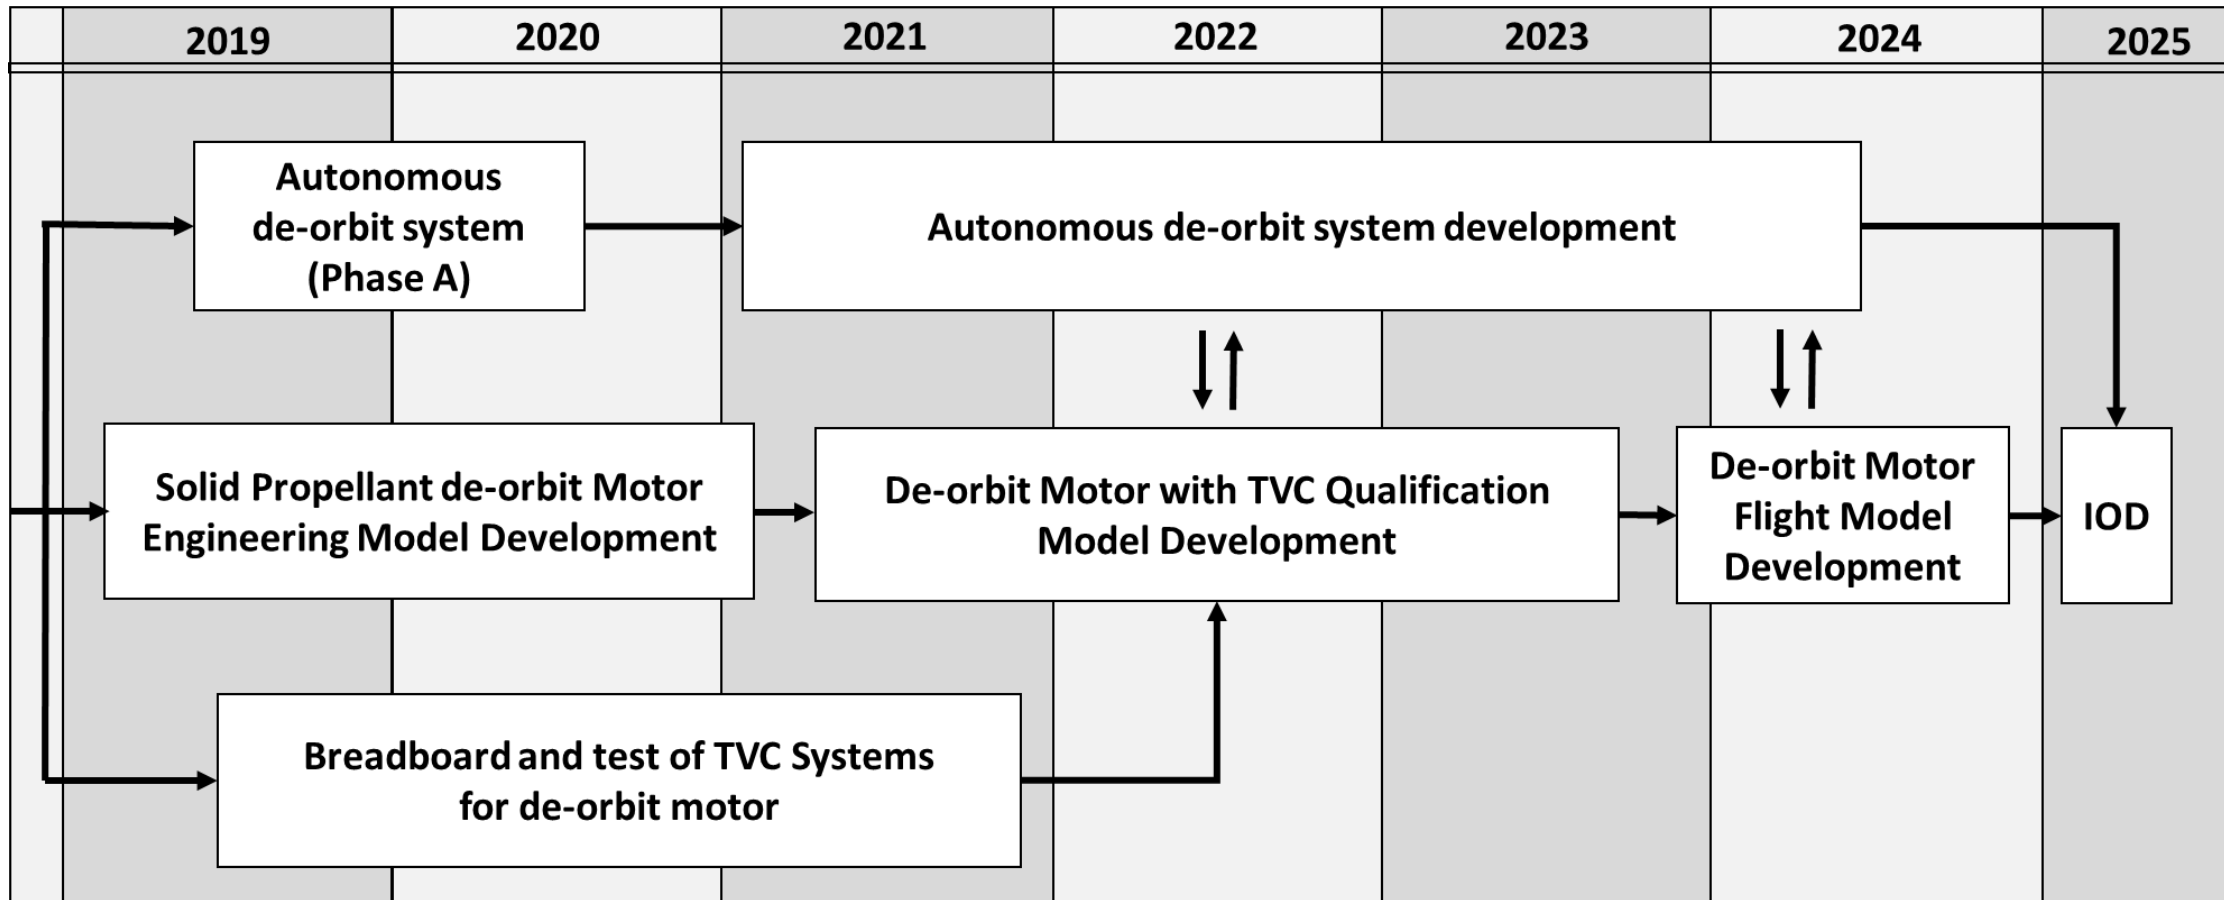 2019
2020
2021
2022
2023
2024
2025
Autonomous
de-orbit system
(Phase A)
Autonomous de-orbit system development
Solid Propellant de-orbit Motor
Engineering Model Development
De-orbit Motor with TVC Qualification
Model Development
De-orbit Motor
Flight Model
Development
IOD
Breadboard and test of TVC Systems
for de-orbit motor